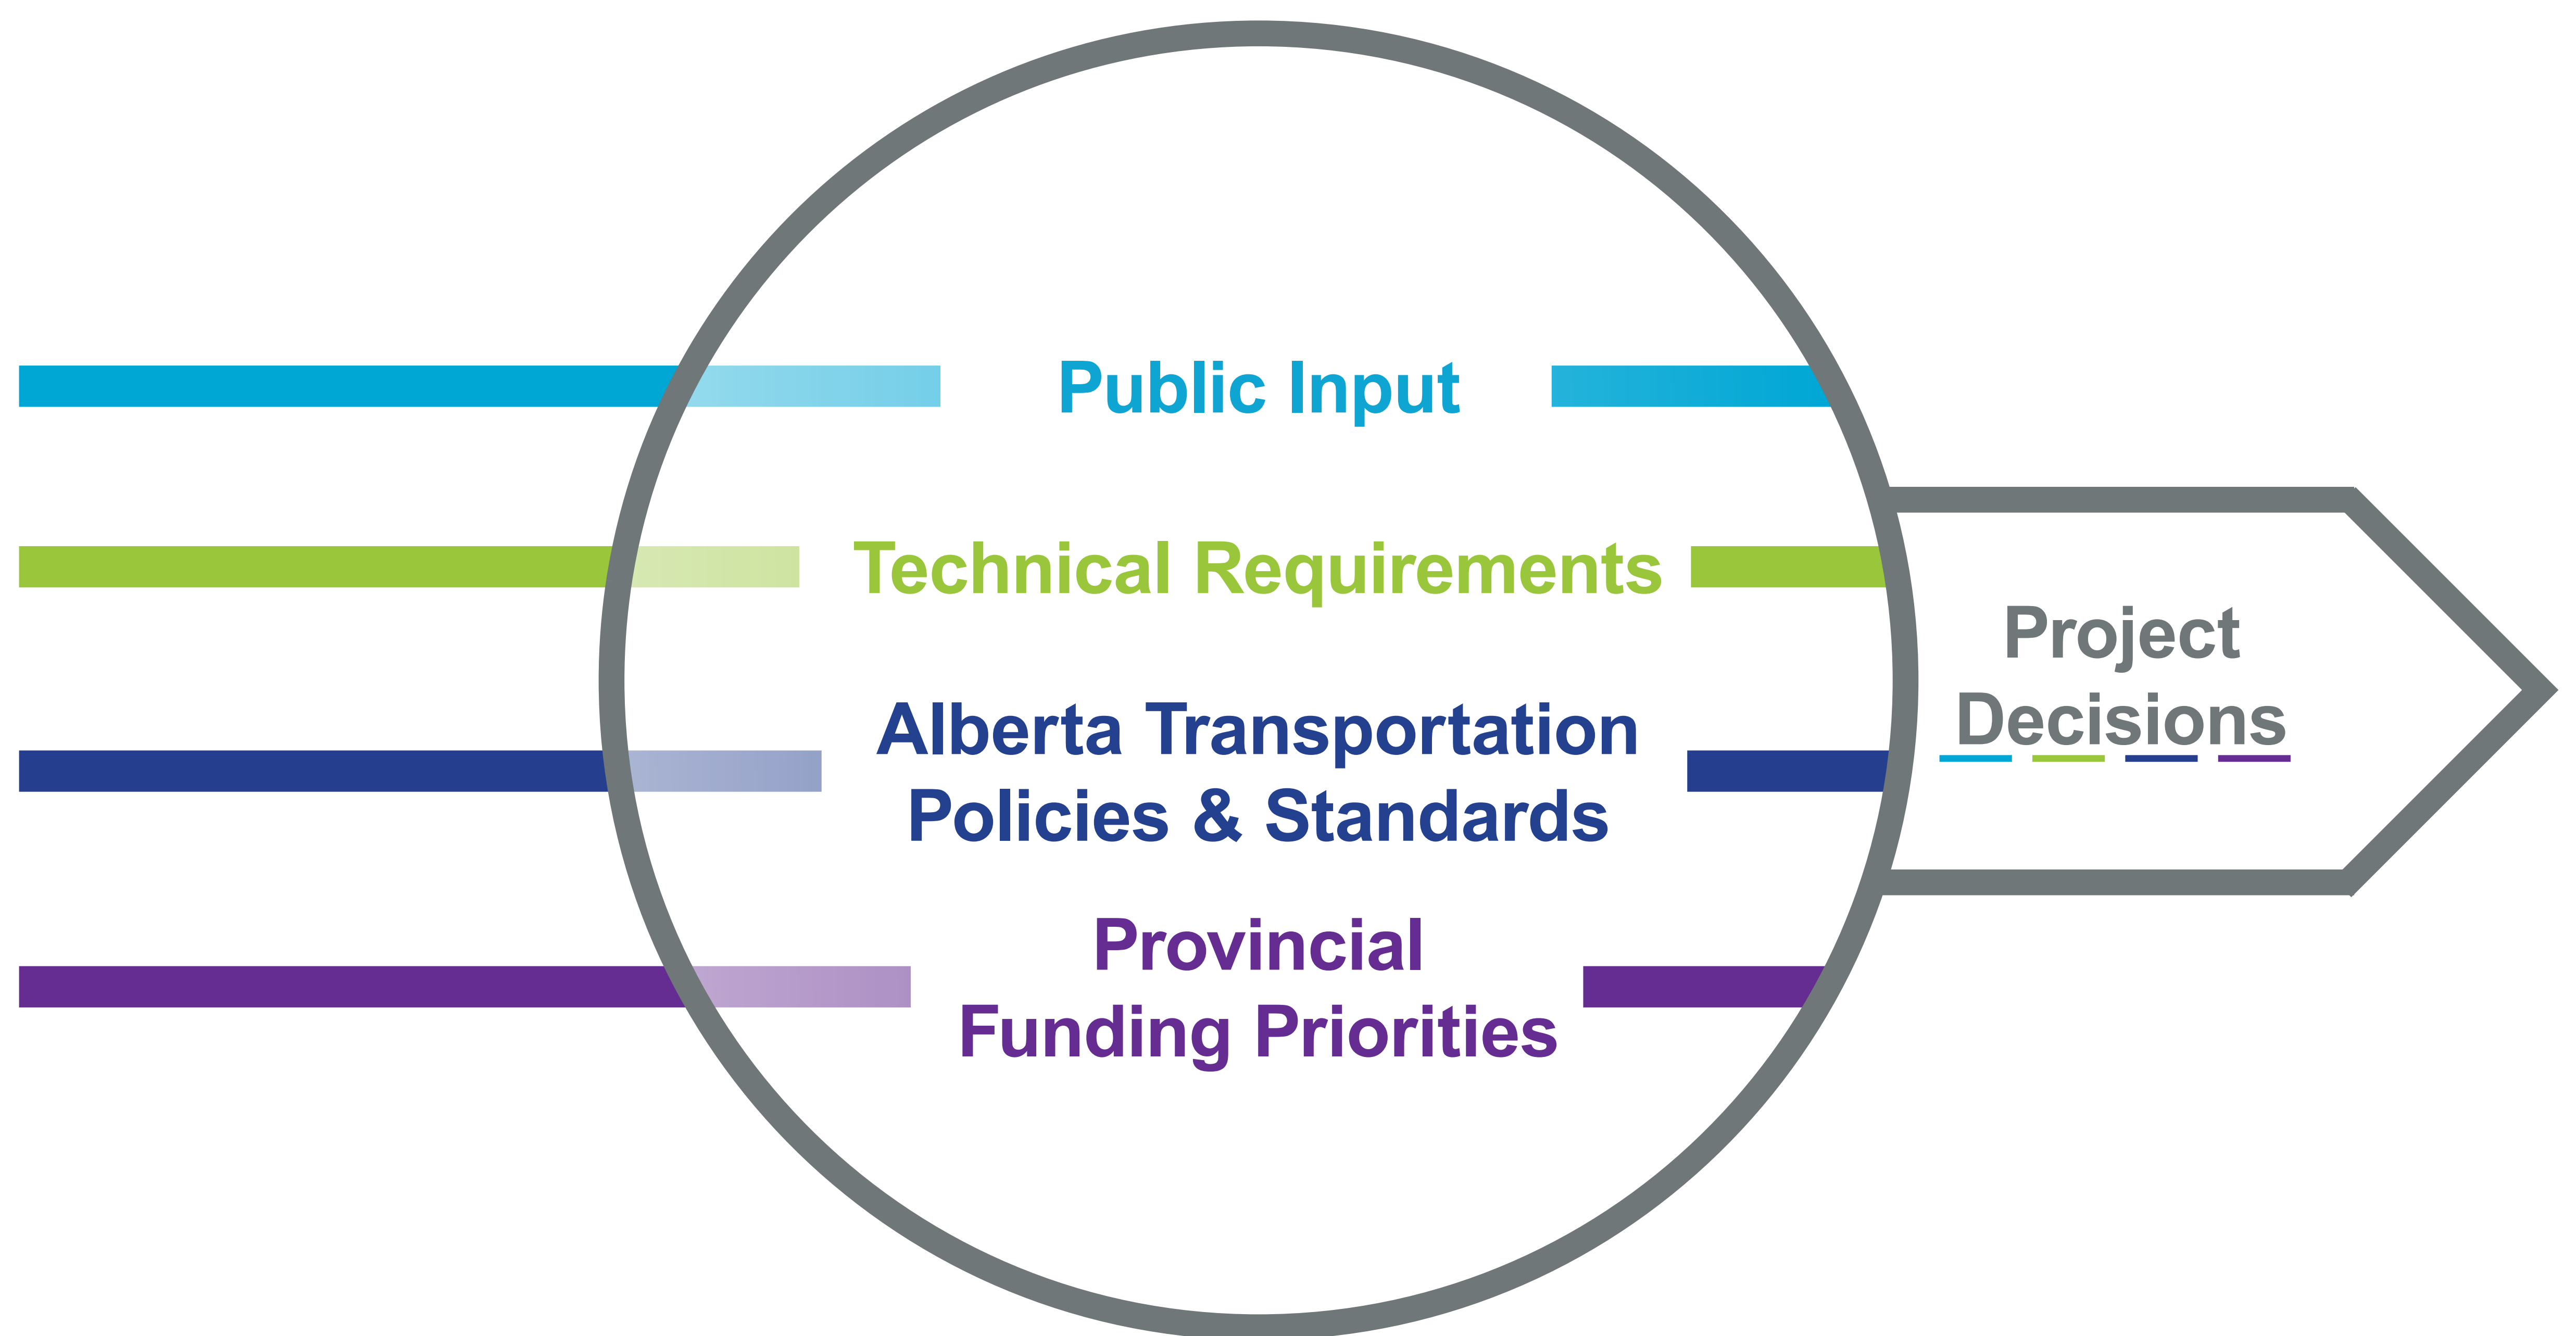 Public Input
Technical Requirements
Alberta Transportation
Policies & Standards
Provincial
Funding Priorities
Project
Decisions